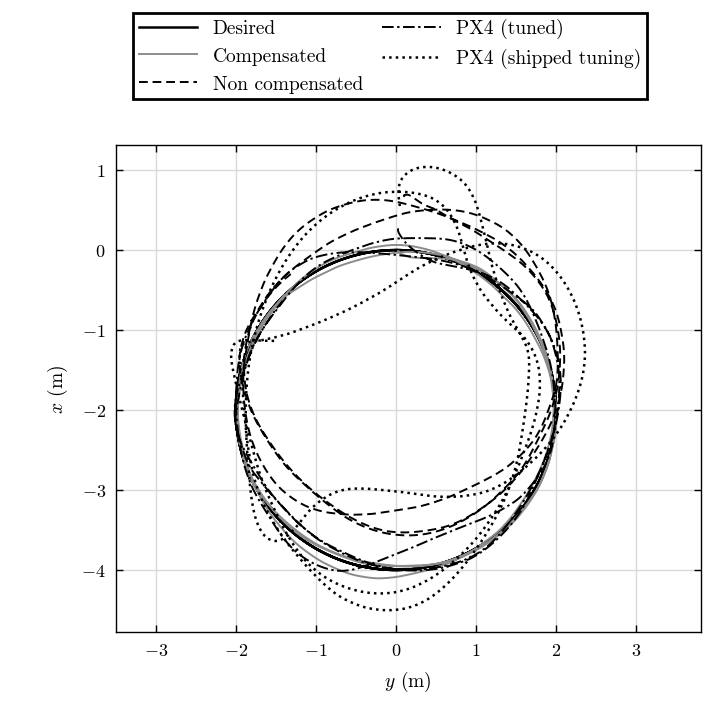 Desired
Compensated
Non compensated
PX4 (tuned)
PX4 (shipped tuning)
1
0
−1
−2
−3
−4
x (m)
−3 −2 −1 0 1 2 3
y (m)